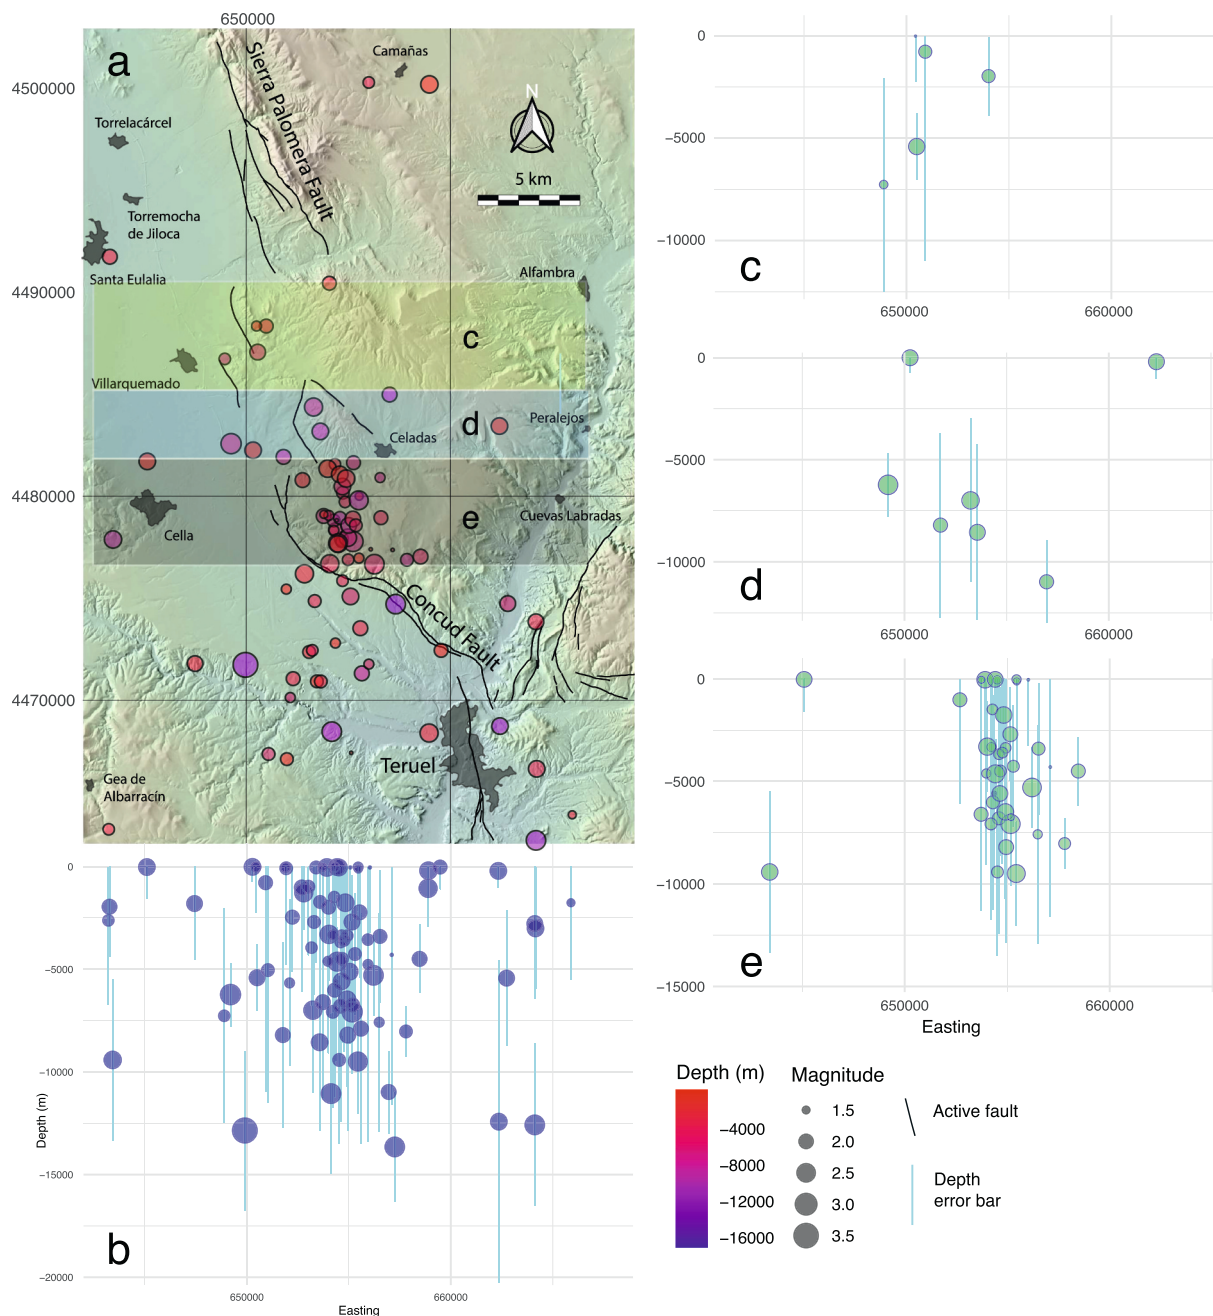 650000
a
Sierra Palomera Fault
Camañas
4500000
N
Torrelacárcel
5 km
Torremocha
de Jiloca
Santa Eulalia
Alfambra
4490000
c
Villarquemado
d
Peralejos
Celadas
4480000
e
Cuevas Labradas
Cella
Concud Fault
4470000
Teruel
Gea de
Albarracín
0
−5000
−10000
−15000
−20000
Depth (m)
b
650000
660000
Easting
0
−5000
−10000
c
650000
660000
0
−5000
−10000
d
650000
660000
0
−5000
−10000
−15000
e
650000
660000
Easting
Depth (m)
−4000
−8000
−12000
−16000
Magnitude
1.5
2.0
2.5
3.0
3.5
Active fault
Depth
error bar